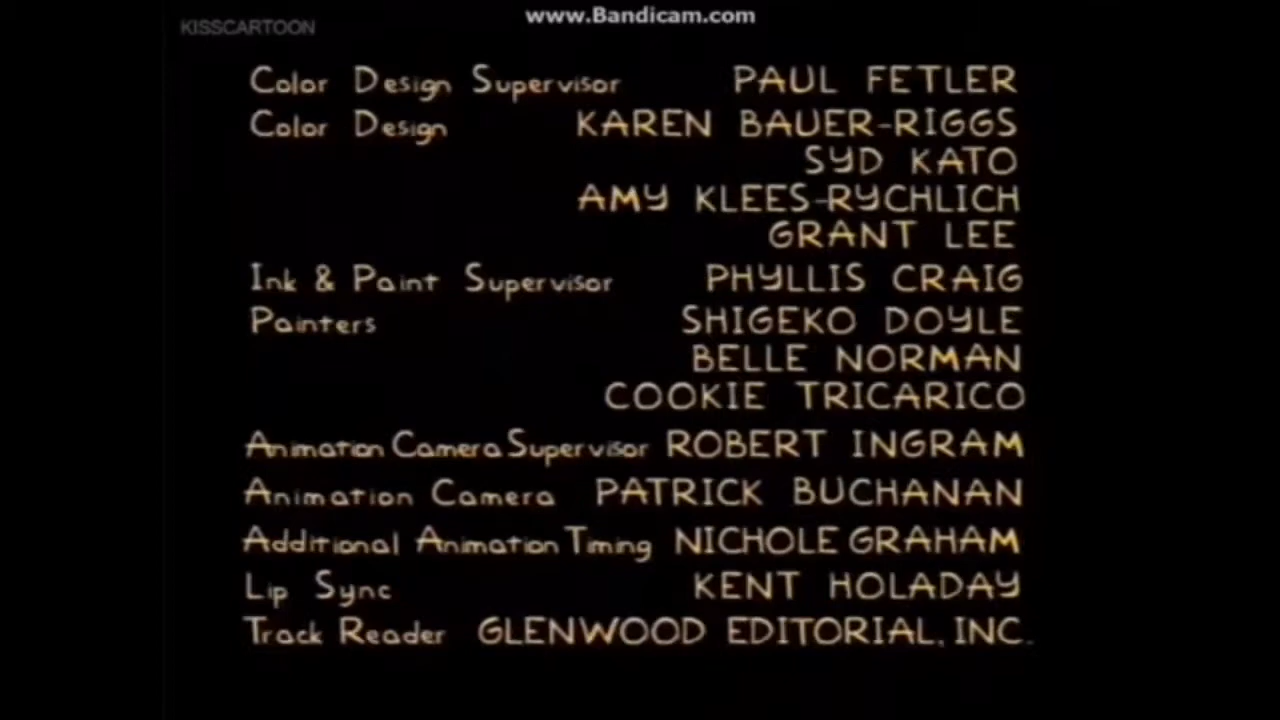 www.Bandicam.com
KISSCARTOON
Color Design Supervisor PAUL FETLER
Color Design KAREN BAUER-RIGGS
SYD KATO
AMY KLEES-RYCHLICH
GRANT LEE
Ink & Paint Supervisor PHYLLIS CRAIG
Painters SHIGEKO DOYLE
BELLE NORMAN
COOKIE TRICARICO
Animation Camera Supervisor ROBERT INGRAM
Animation Camera PATRICK BUCHANAN
Additional Animation Timing NICHOLE GRAHAM
Lip Sync KENT HOLADAY
Track Reader GLENWOOD EDITORIAL, INC.